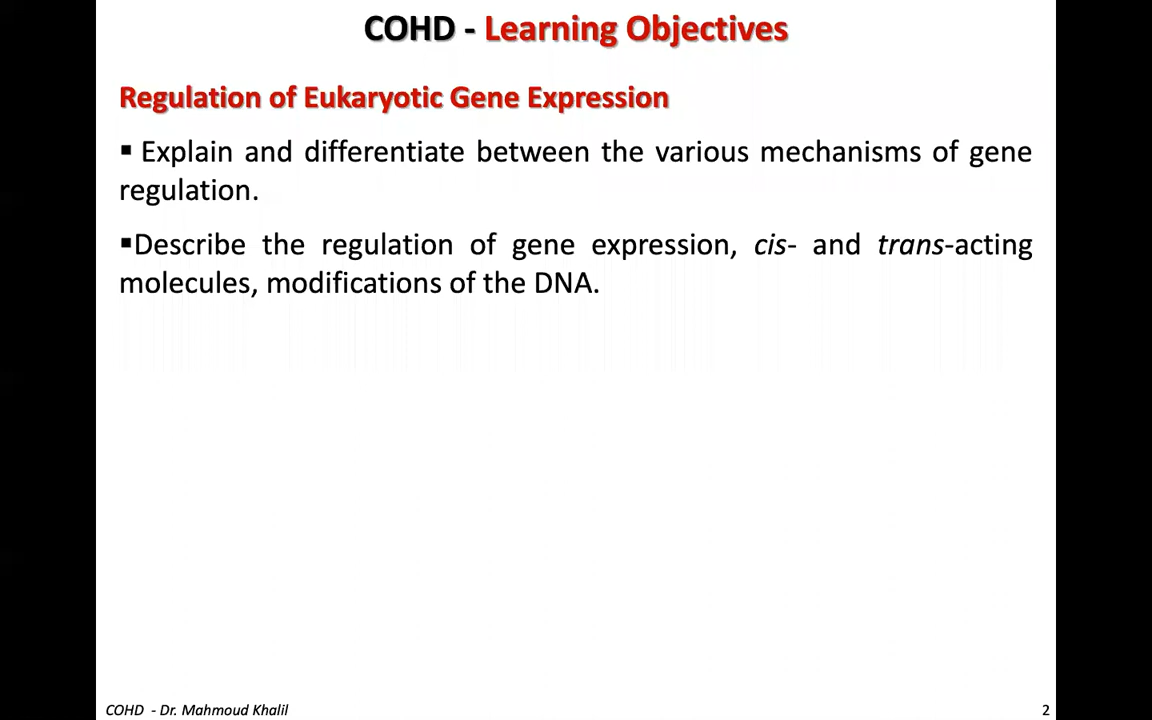 COHD - Learning Objectives
Regulation of Eukaryotic Gene Expression
▪ Explain and differentiate between the various mechanisms of gene
regulation.
▪Describe the regulation of gene expression, cis- and trans-acting
molecules, modifications of the DNA.
COHD - Dr. Mahmoud Khalil
2